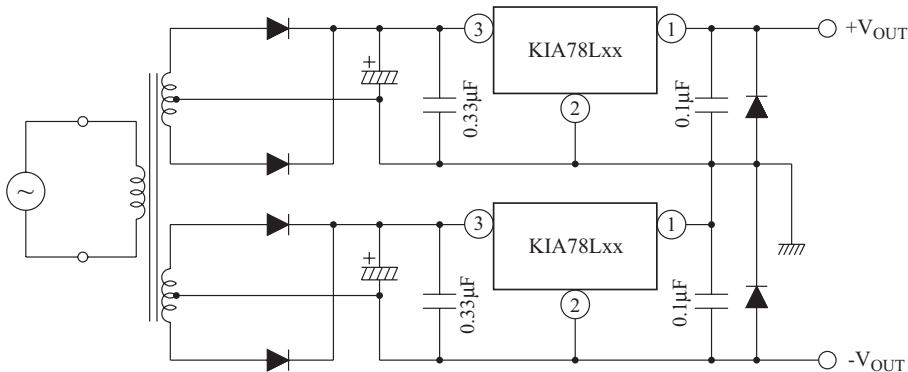 +
3
KIA78Lxx
1
2
0.33μF
0.1μF
+VOUT
~
+
3
KIA78Lxx
1
2
0.33μF
0.1μF
-VOUT